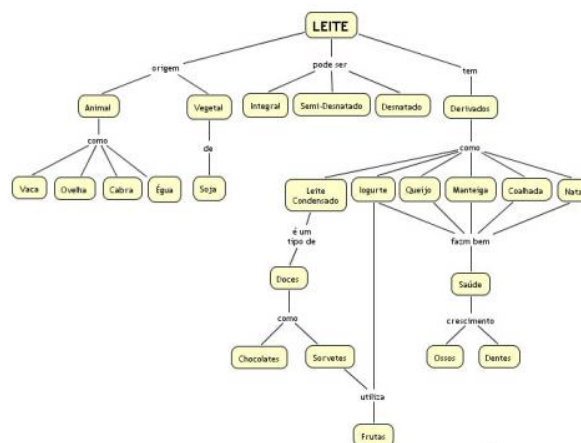 LEITE
origem
pode ser
tem
Animal
Vegetal
Integral
Semi-Desnatado
Desnatado
Derivados
como
de
como
Vaca
Ovelha
Cabra
Égua
Soja
Leite
Condensado
Iogurte
Queijo
Manteiga
Coalhada
Nata
é um
tipo de
fazm bem
Doces
Saúde
como
crescimento
Chocolates
Sorvetes
Ossos
Dentes
utiliza
Frutas